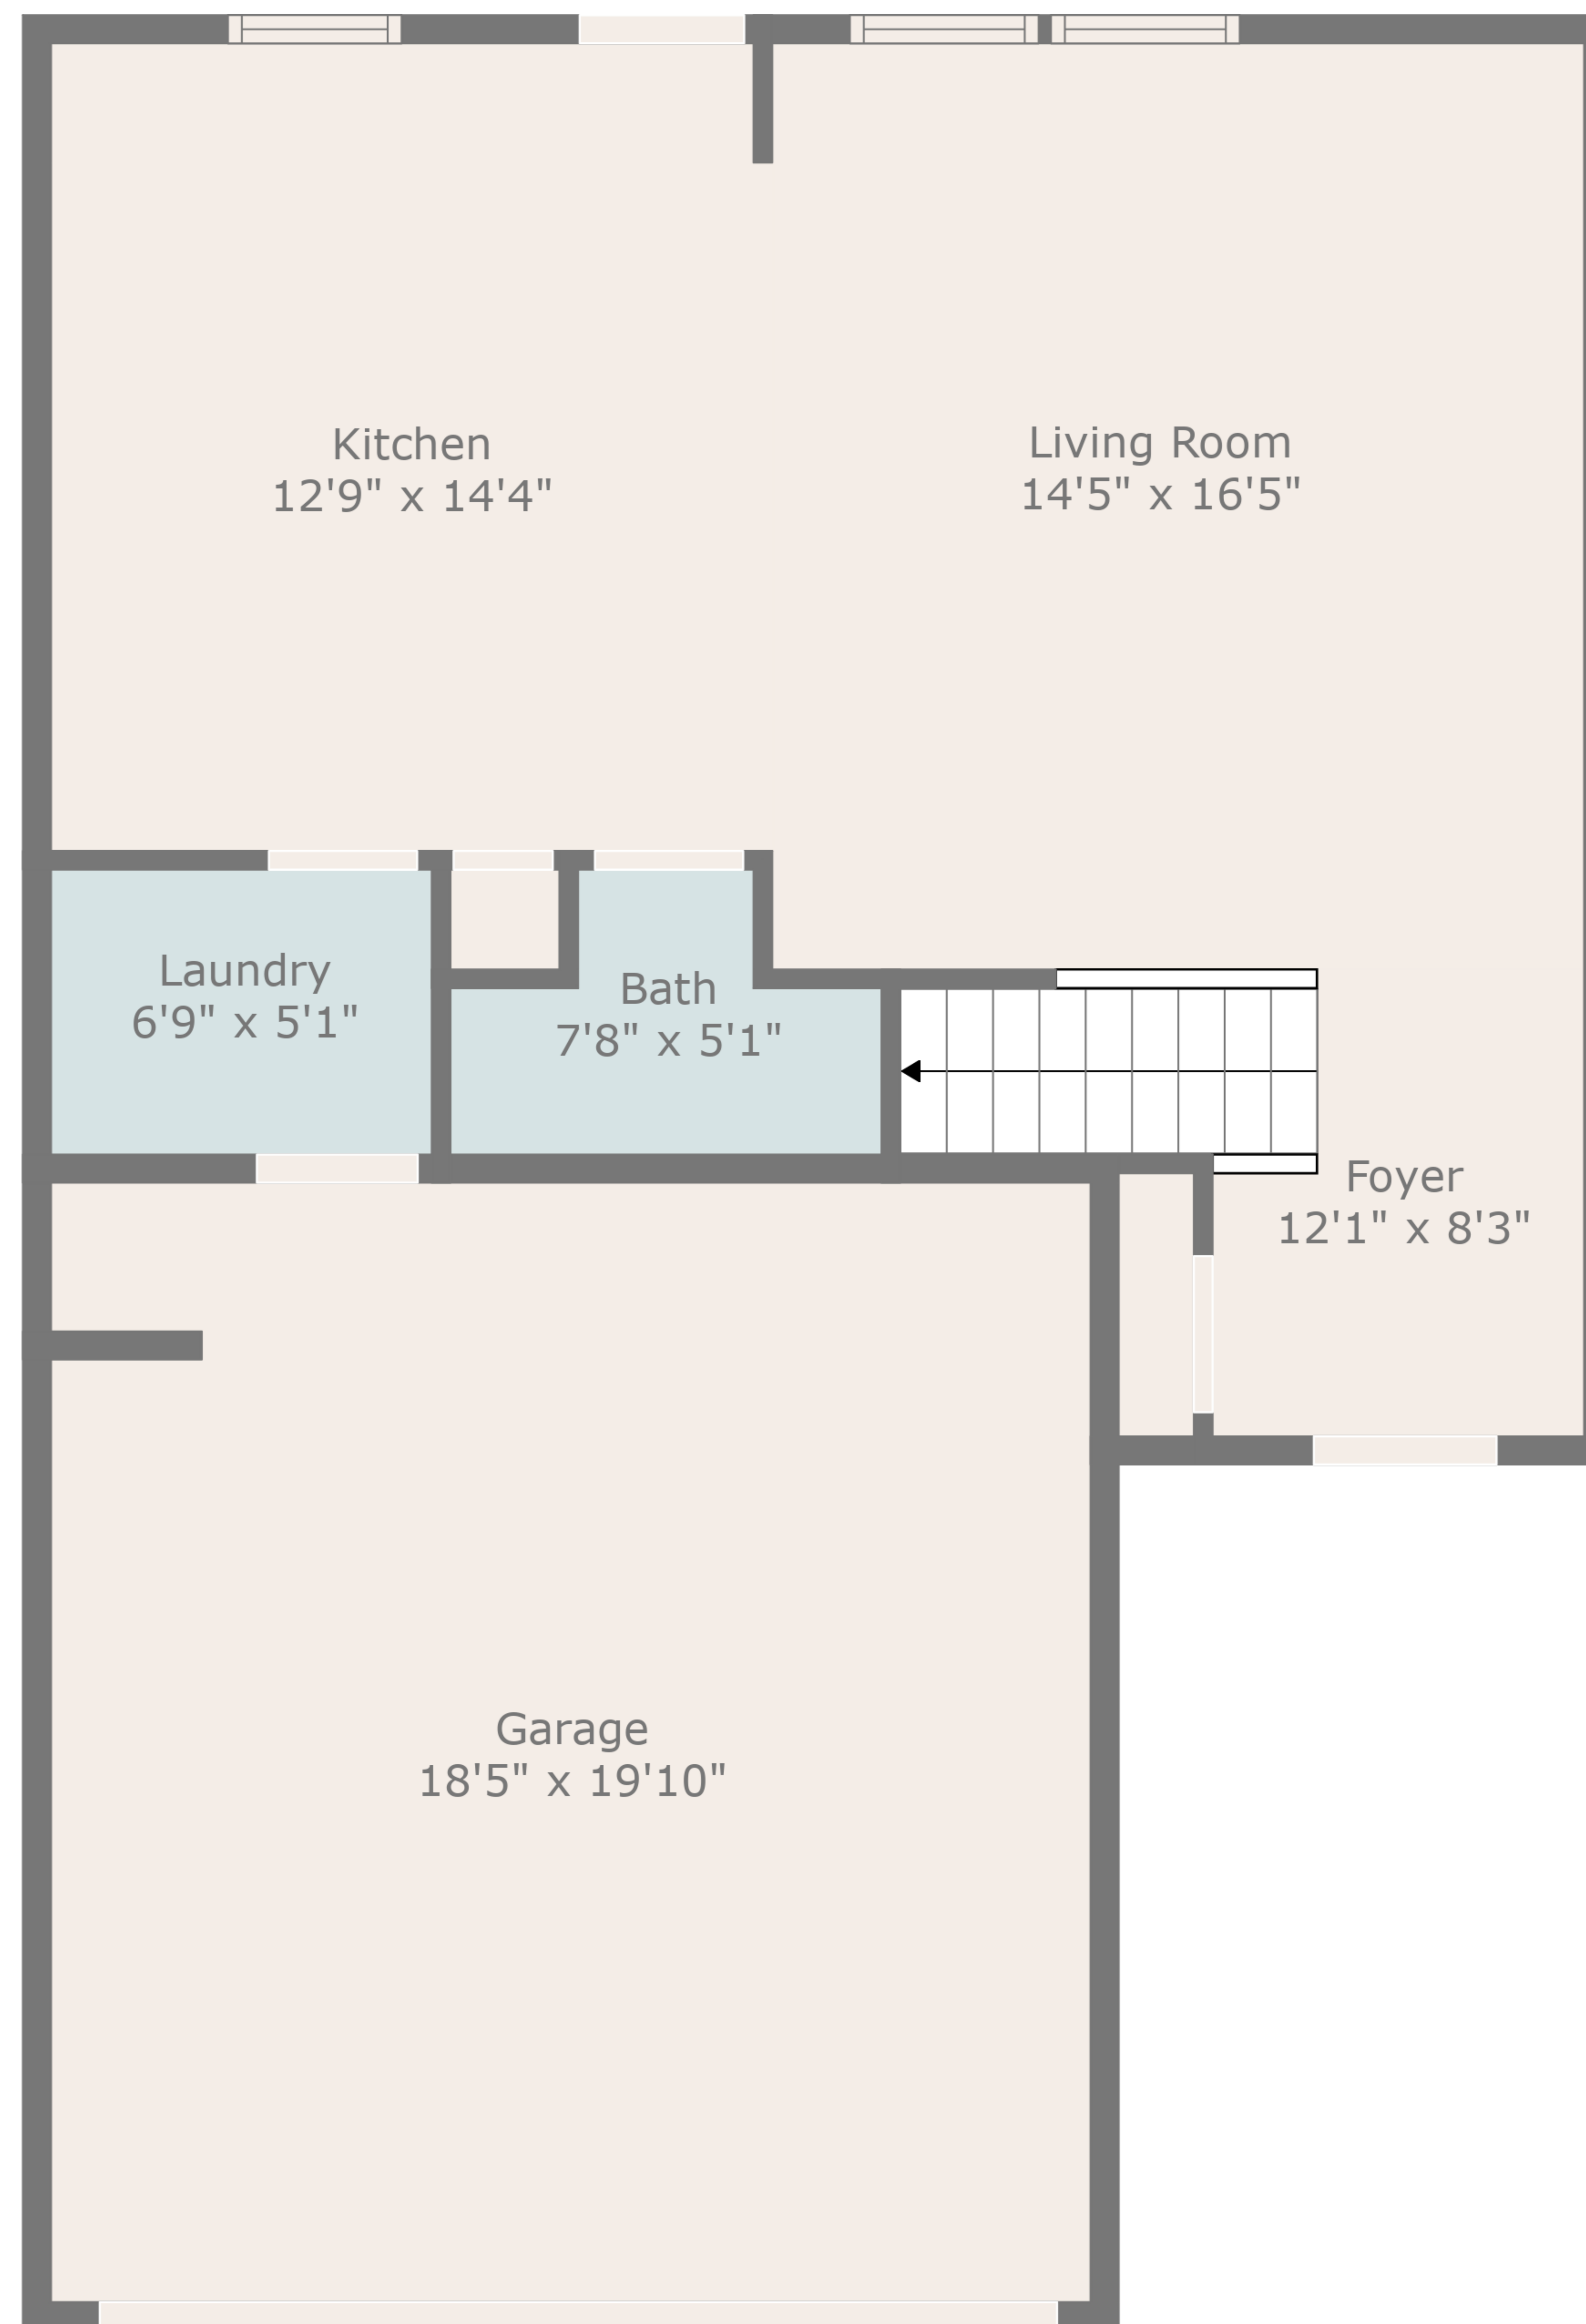 Kitchen
12'9" x 14'4"
Living Room
14'5" x 16'5"
Laundry
6'9" x 5'1"
Bath
7'8" x 5'1"
Foyer
12'1" x 8'3"
Garage
18'5" x 19'10"